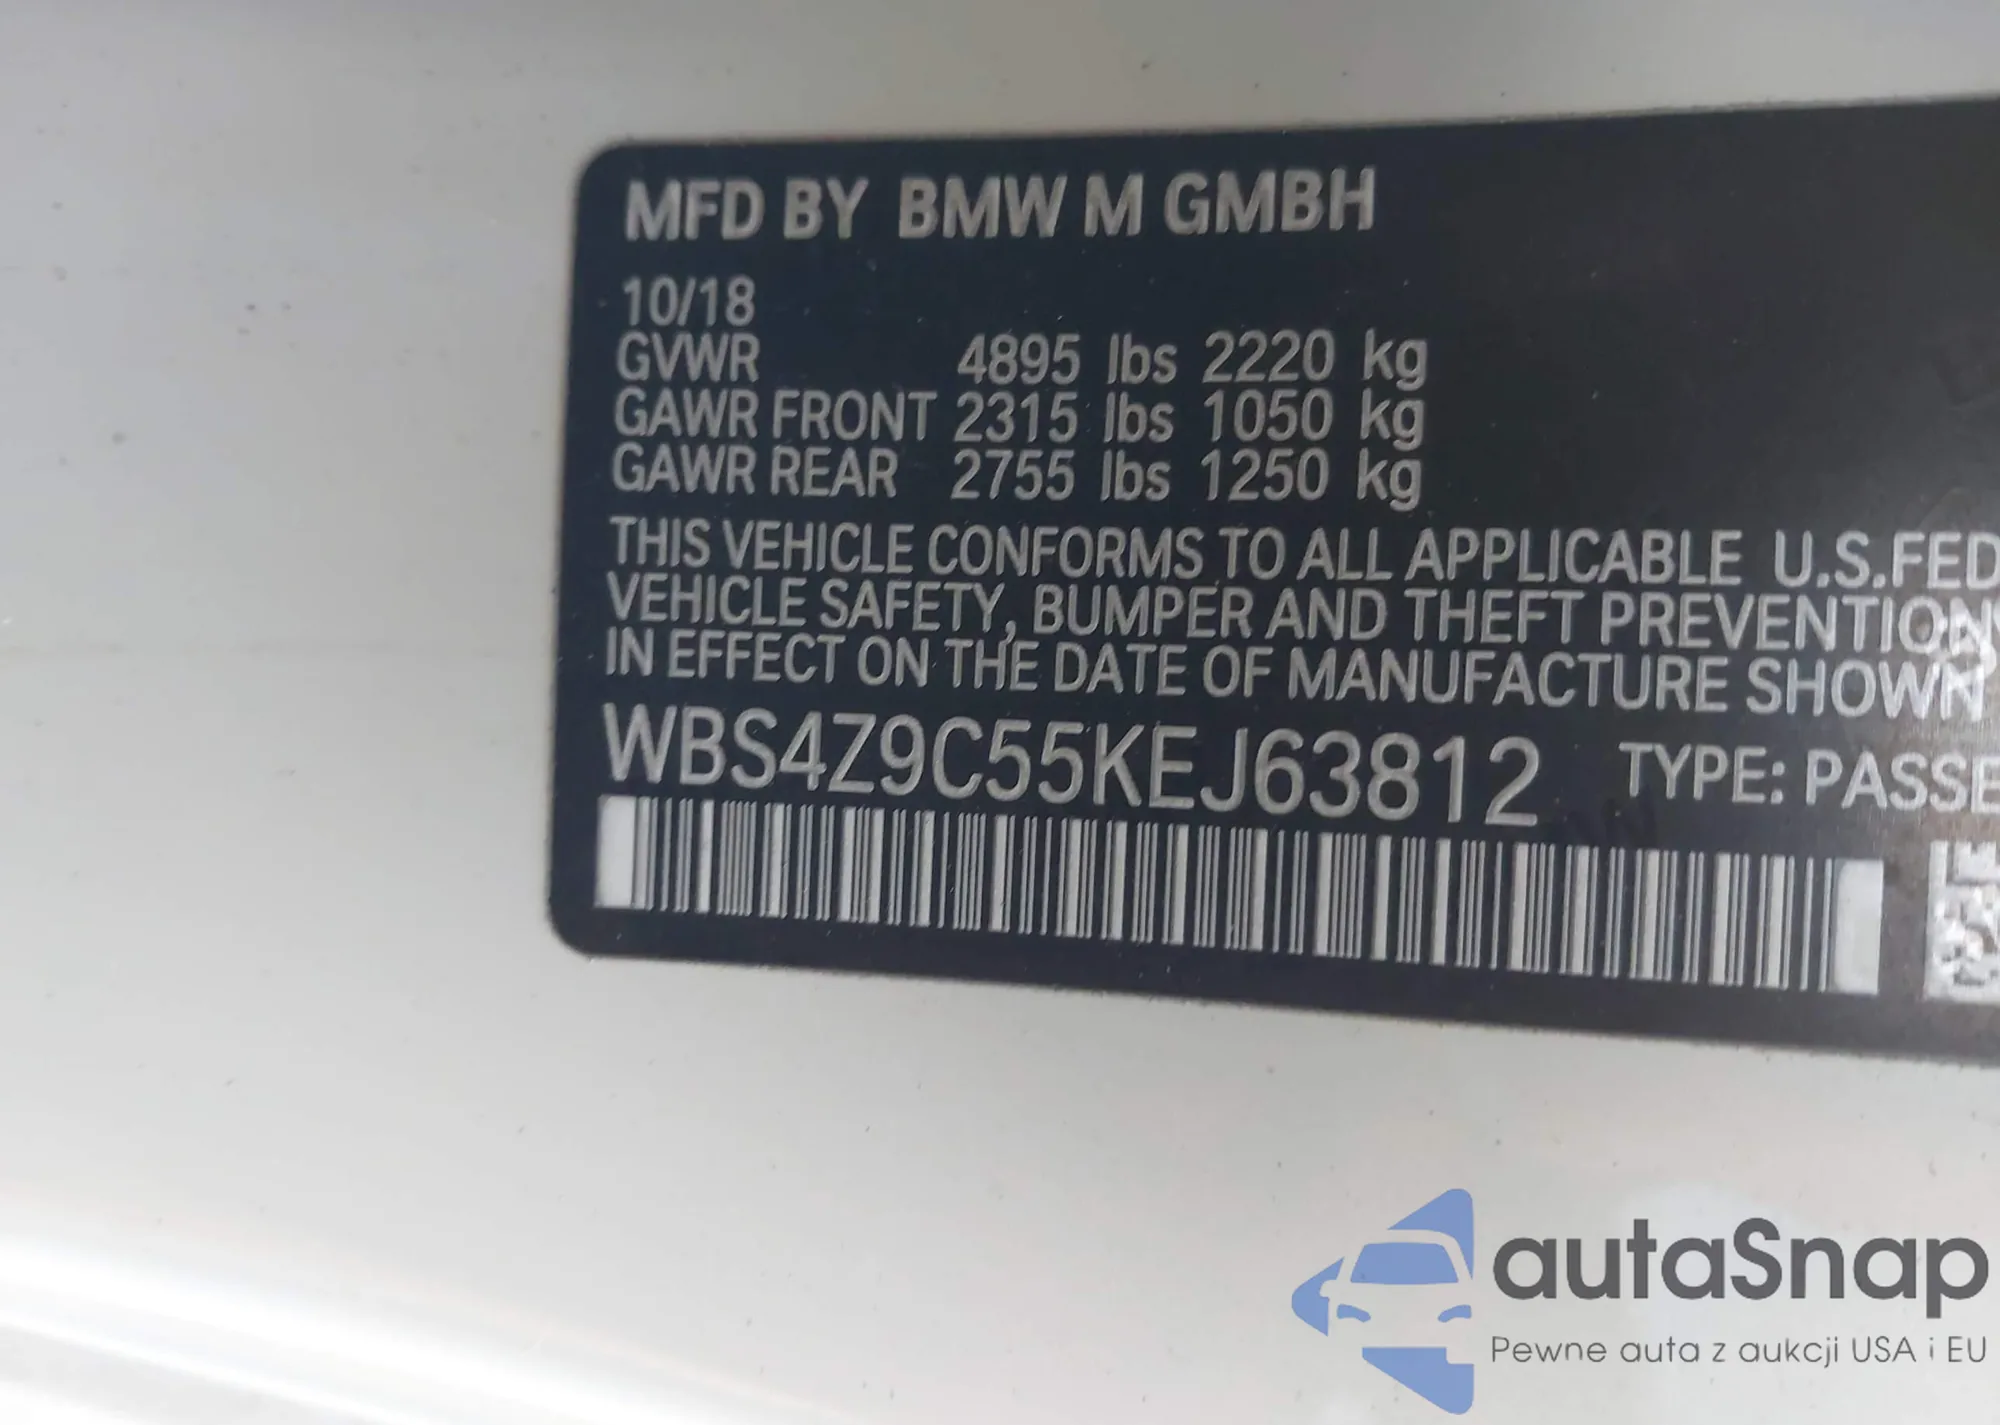 MFD BY BMW M GMBH
10/18
GVWR 4895 lbs 2220 kg
GAWR FRONT 2315 lbs 1050 kg
GAWR REAR 2755 lbs 1250 kg
THIS VEHICLE CONFORMS TO ALL APPLICABLE U.S.FED
VEHICLE SAFETY, BUMPER AND THEFT PREVENTION
IN EFFECT ON THE DATE OF MANUFACTURE SHOWN
WBS4Z9C55KEJ63812 TYPE: PASSE
autaSnap
Pewne auta z aukcji USA i EU